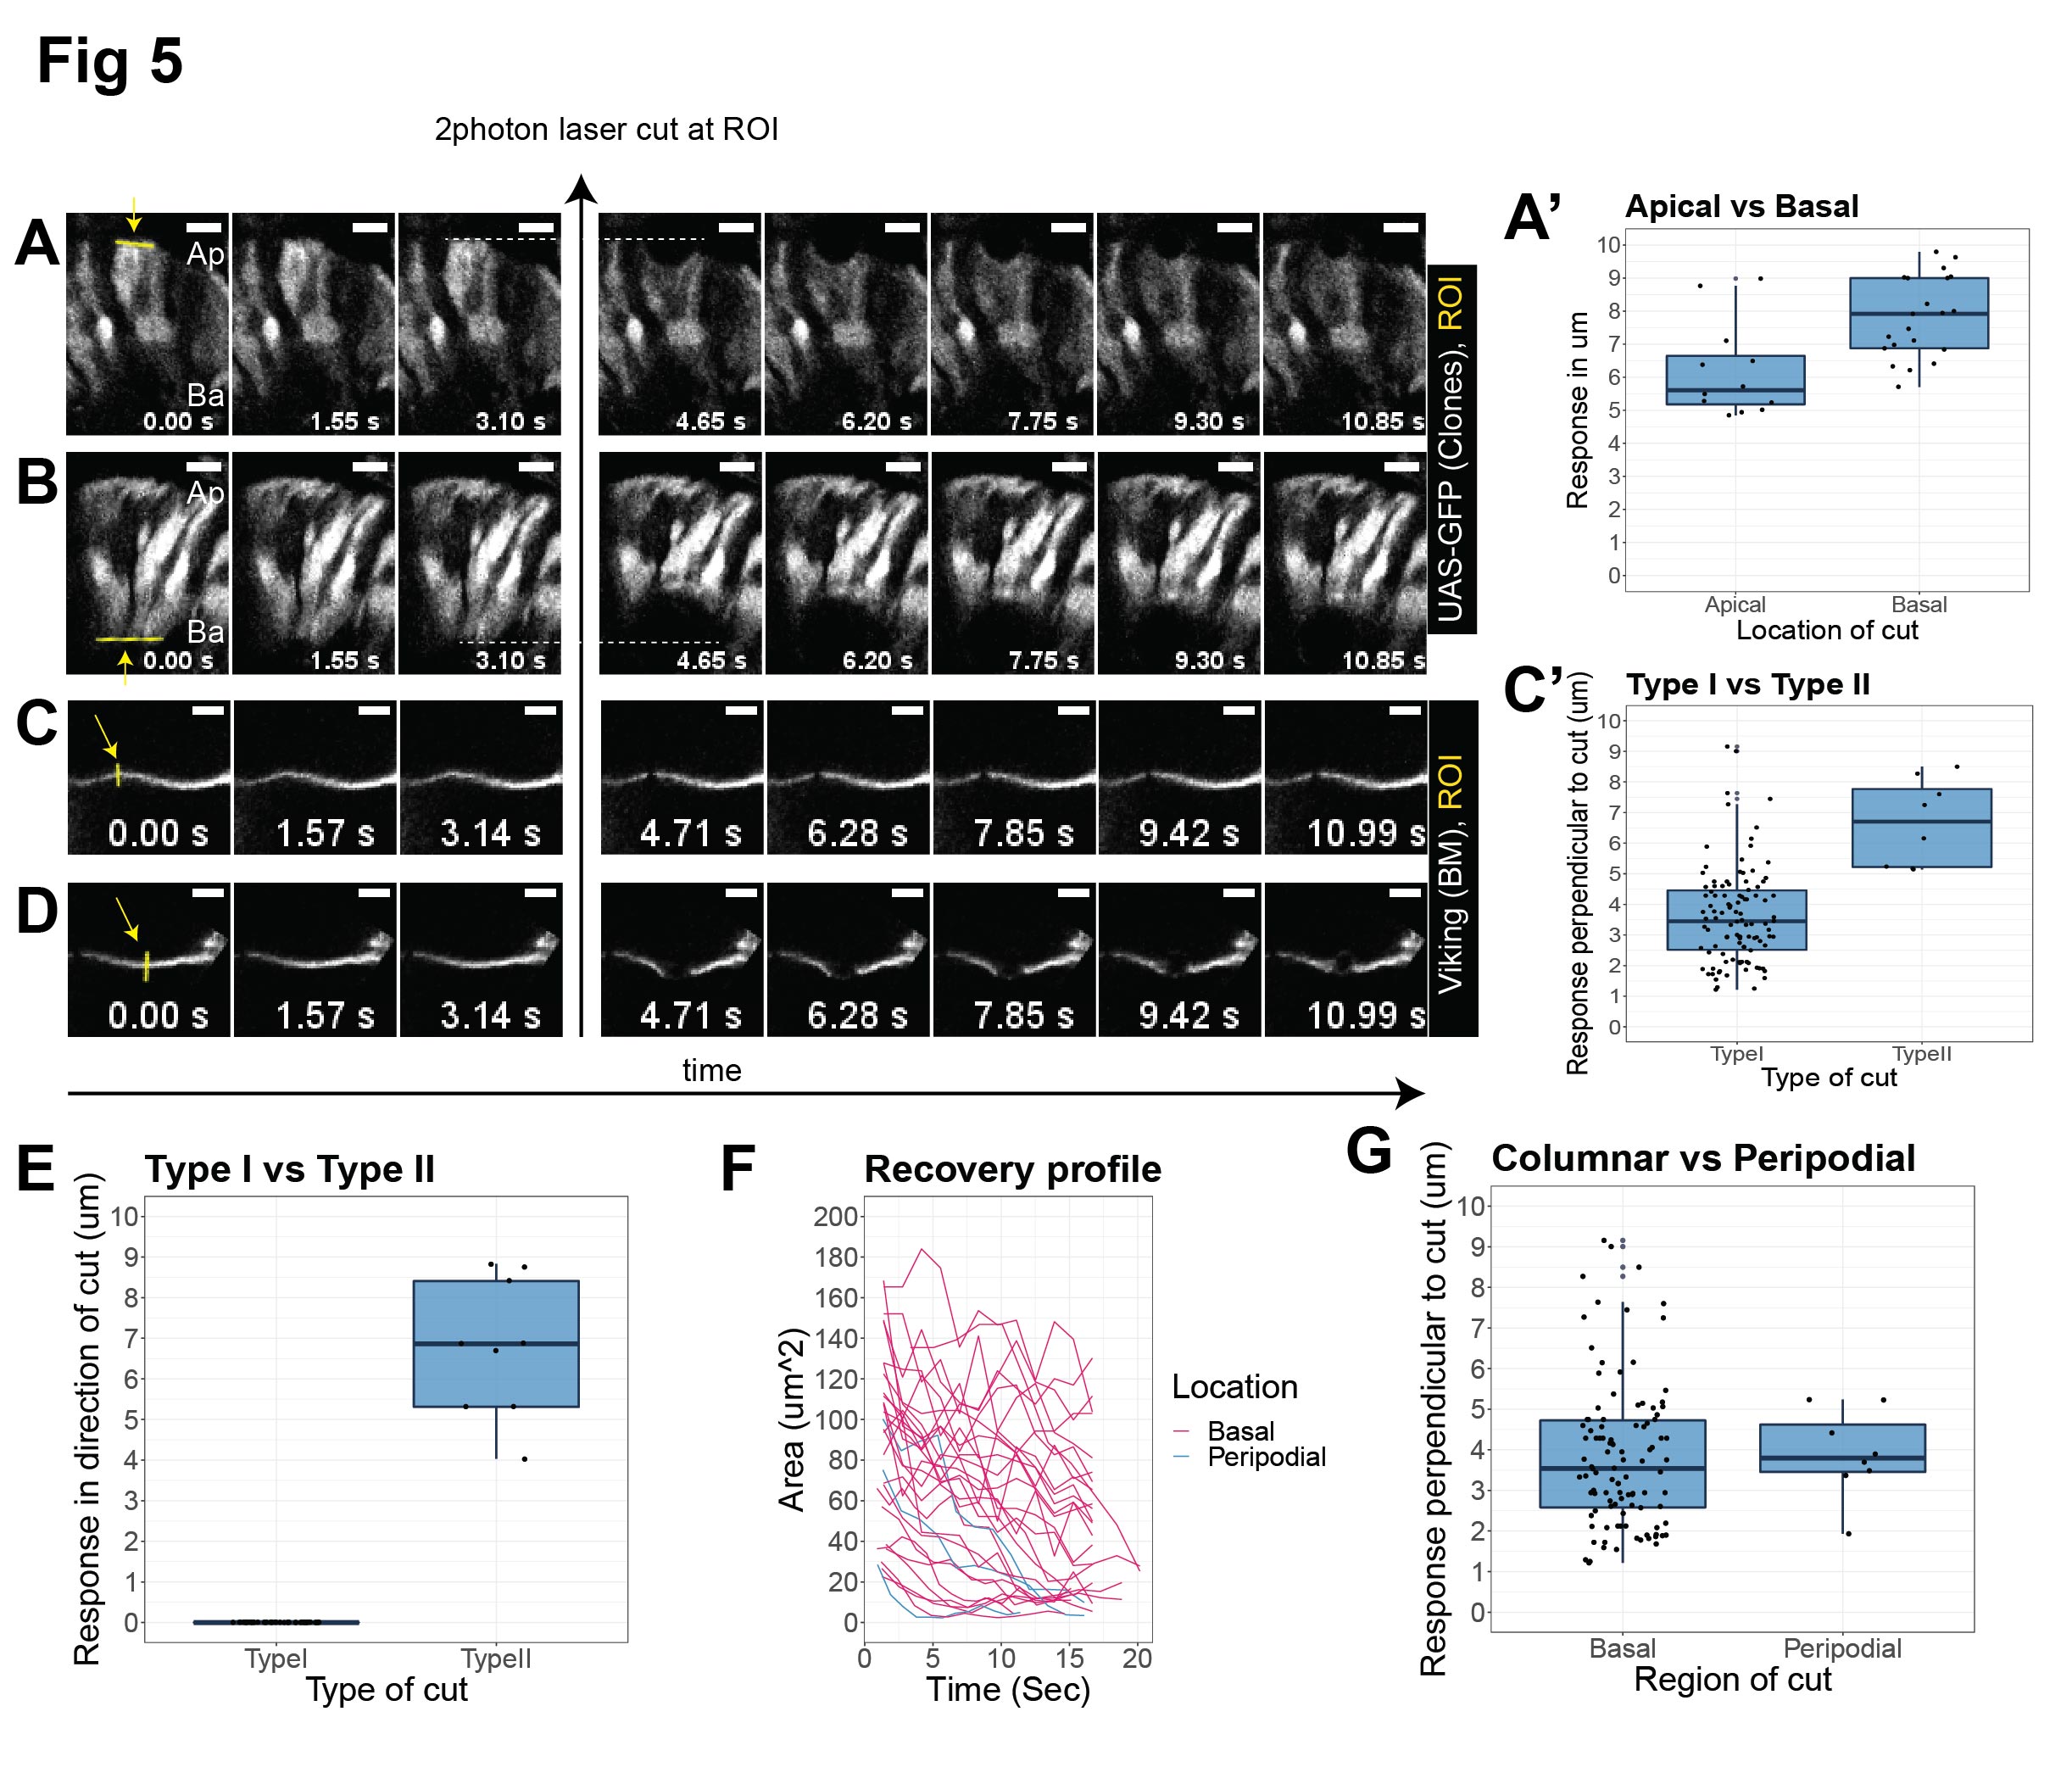 Fig 5
2photon laser cut at ROI
A
Ap
Ba
0.00 s
1.55 s
3.10 s
4.65 s
6.20 s
7.75 s
9.30 s
10.85 s
B
Ap
Ba
0.00 s
1.55 s
3.10 s
4.65 s
6.20 s
7.75 s
9.30 s
10.85 s
UAS-GFP (Clones), ROI
C
0.00 s
1.57 s
3.14 s
4.71 s
6.28 s
7.85 s
9.42 s
10.99 s
D
0.00 s
1.57 s
3.14 s
4.71 s
6.28 s
7.85 s
9.42 s
10.99 s
Viking (BM), ROI
time
A’
Apical vs Basal
Response in um
10
9
8
7
6
5
4
3
2
1
0
Apical
Basal
Location of cut
C’
Type I vs Type II
Response perpendicular to cut (um)
10
9
8
7
6
5
4
3
2
1
0
TypeI
TypeII
Type of cut
E
Type I vs Type II
Response in direction of cut (um)
10
9
8
7
6
5
4
3
2
1
0
TypeI
TypeII
Type of cut
F
Recovery profile
Area (um^2)
200
180
160
140
120
100
80
60
40
20
0
0
5
10
15
20
Time (Sec)
Location
Basal
Peripodial
G
Columnar vs Peripodial
Response perpendicular to cut (um)
10
9
8
7
6
5
4
3
2
1
0
Basal
Peripodial
Region of cut